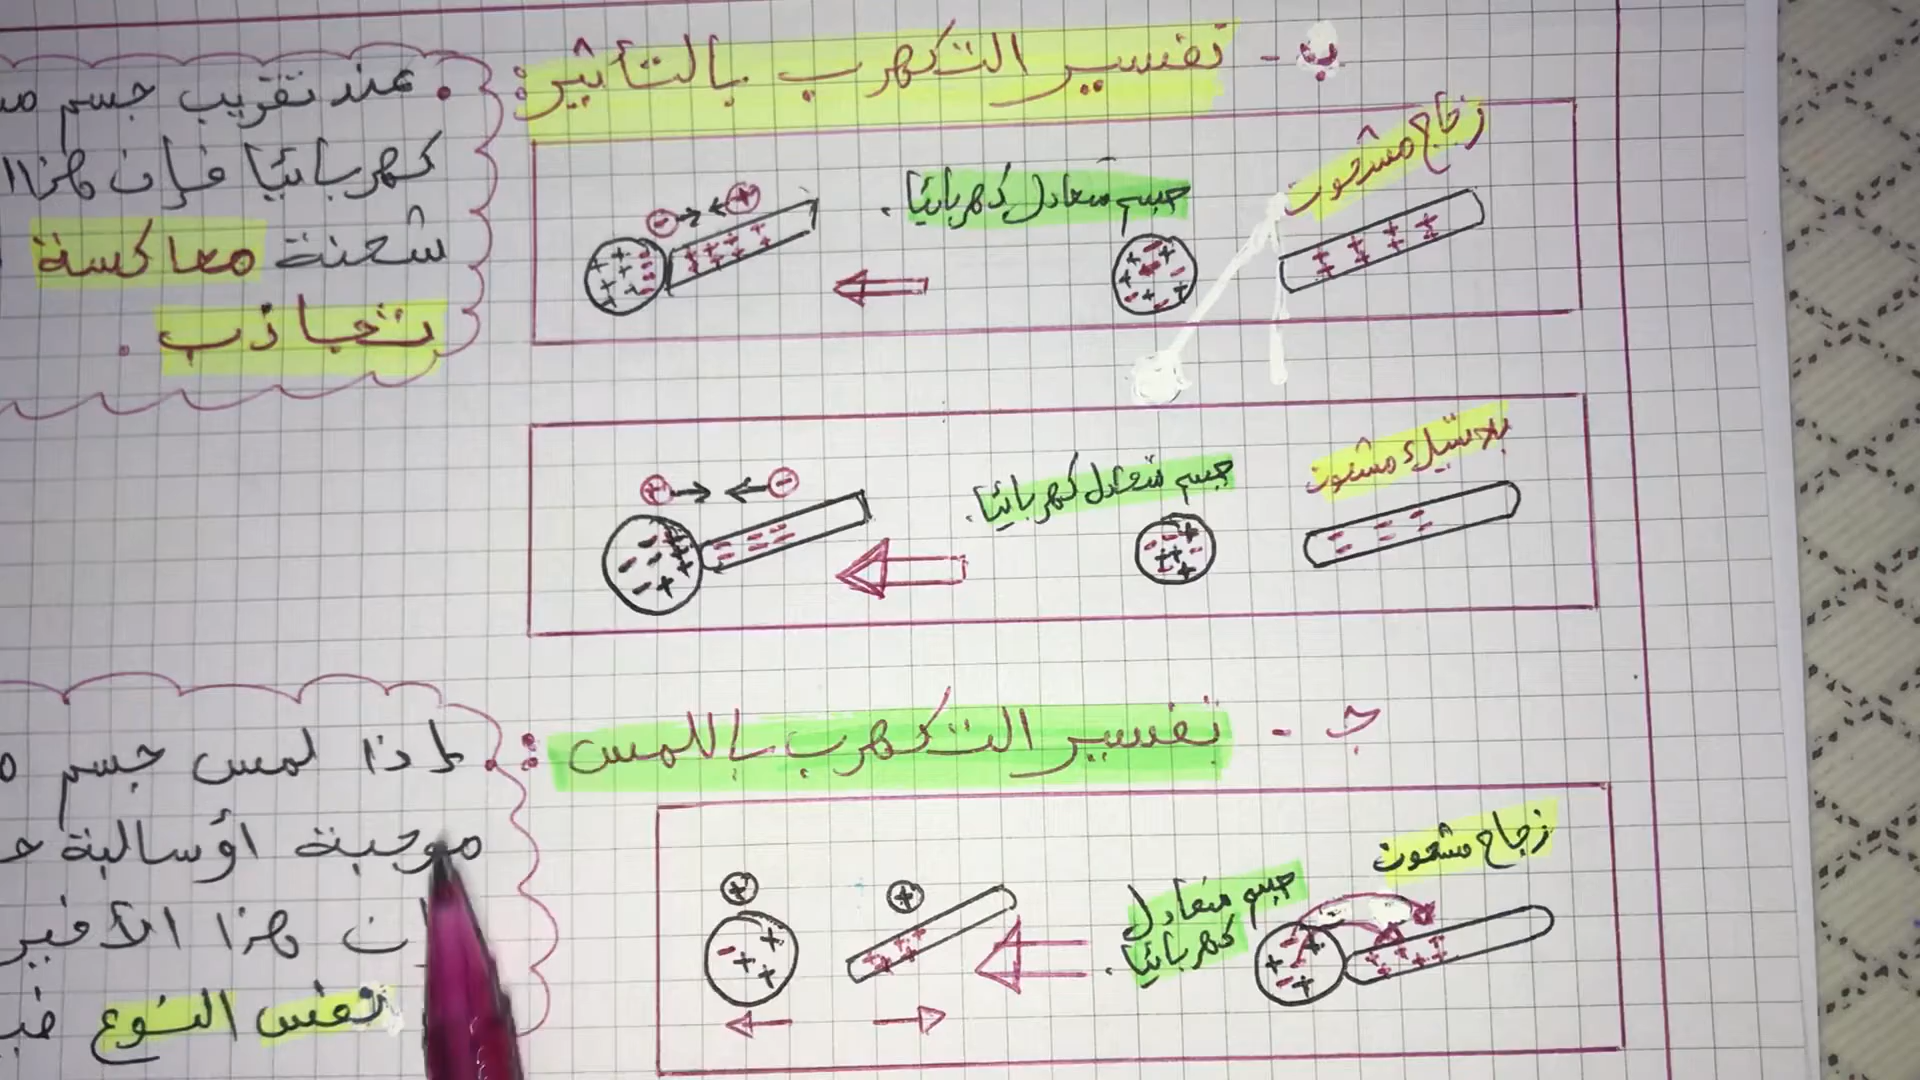 ب - تفسير التكهرب بالتأثير:
زجاج مشحون
جسم متعادل كهربائيا.
. عند تقريب جسم
كهربائيا فإن هذا
شحنة معاكسة
تجاذب.
بلاستيك مشحون
جسم متعادل كهربائيا.
جـ - تفسير التكهرب باللمس:
زجاج مشحون
جسم متعادل
كهربائيا.
. إذا لمس جسم
موجبة أو سالبة
هذا الأخير
نفس النوع